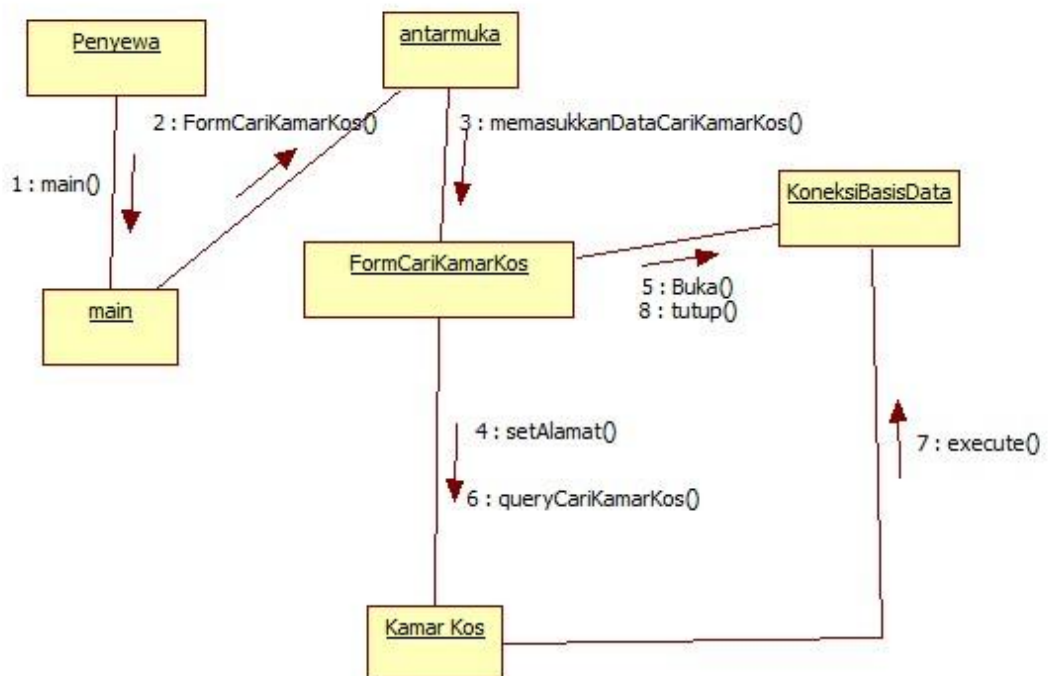 Penyewa
antarmuka
2 : FormCariKamarKos()
3 : memasukkanDataCariKamarKos()
1 : main()
KoneksiBasisData
FormCariKamarKos
main
5 : Buka()
8 : tutup()
4 : setAlamat()
7 : execute()
6 : queryCariKamarKos()
Kamar Kos